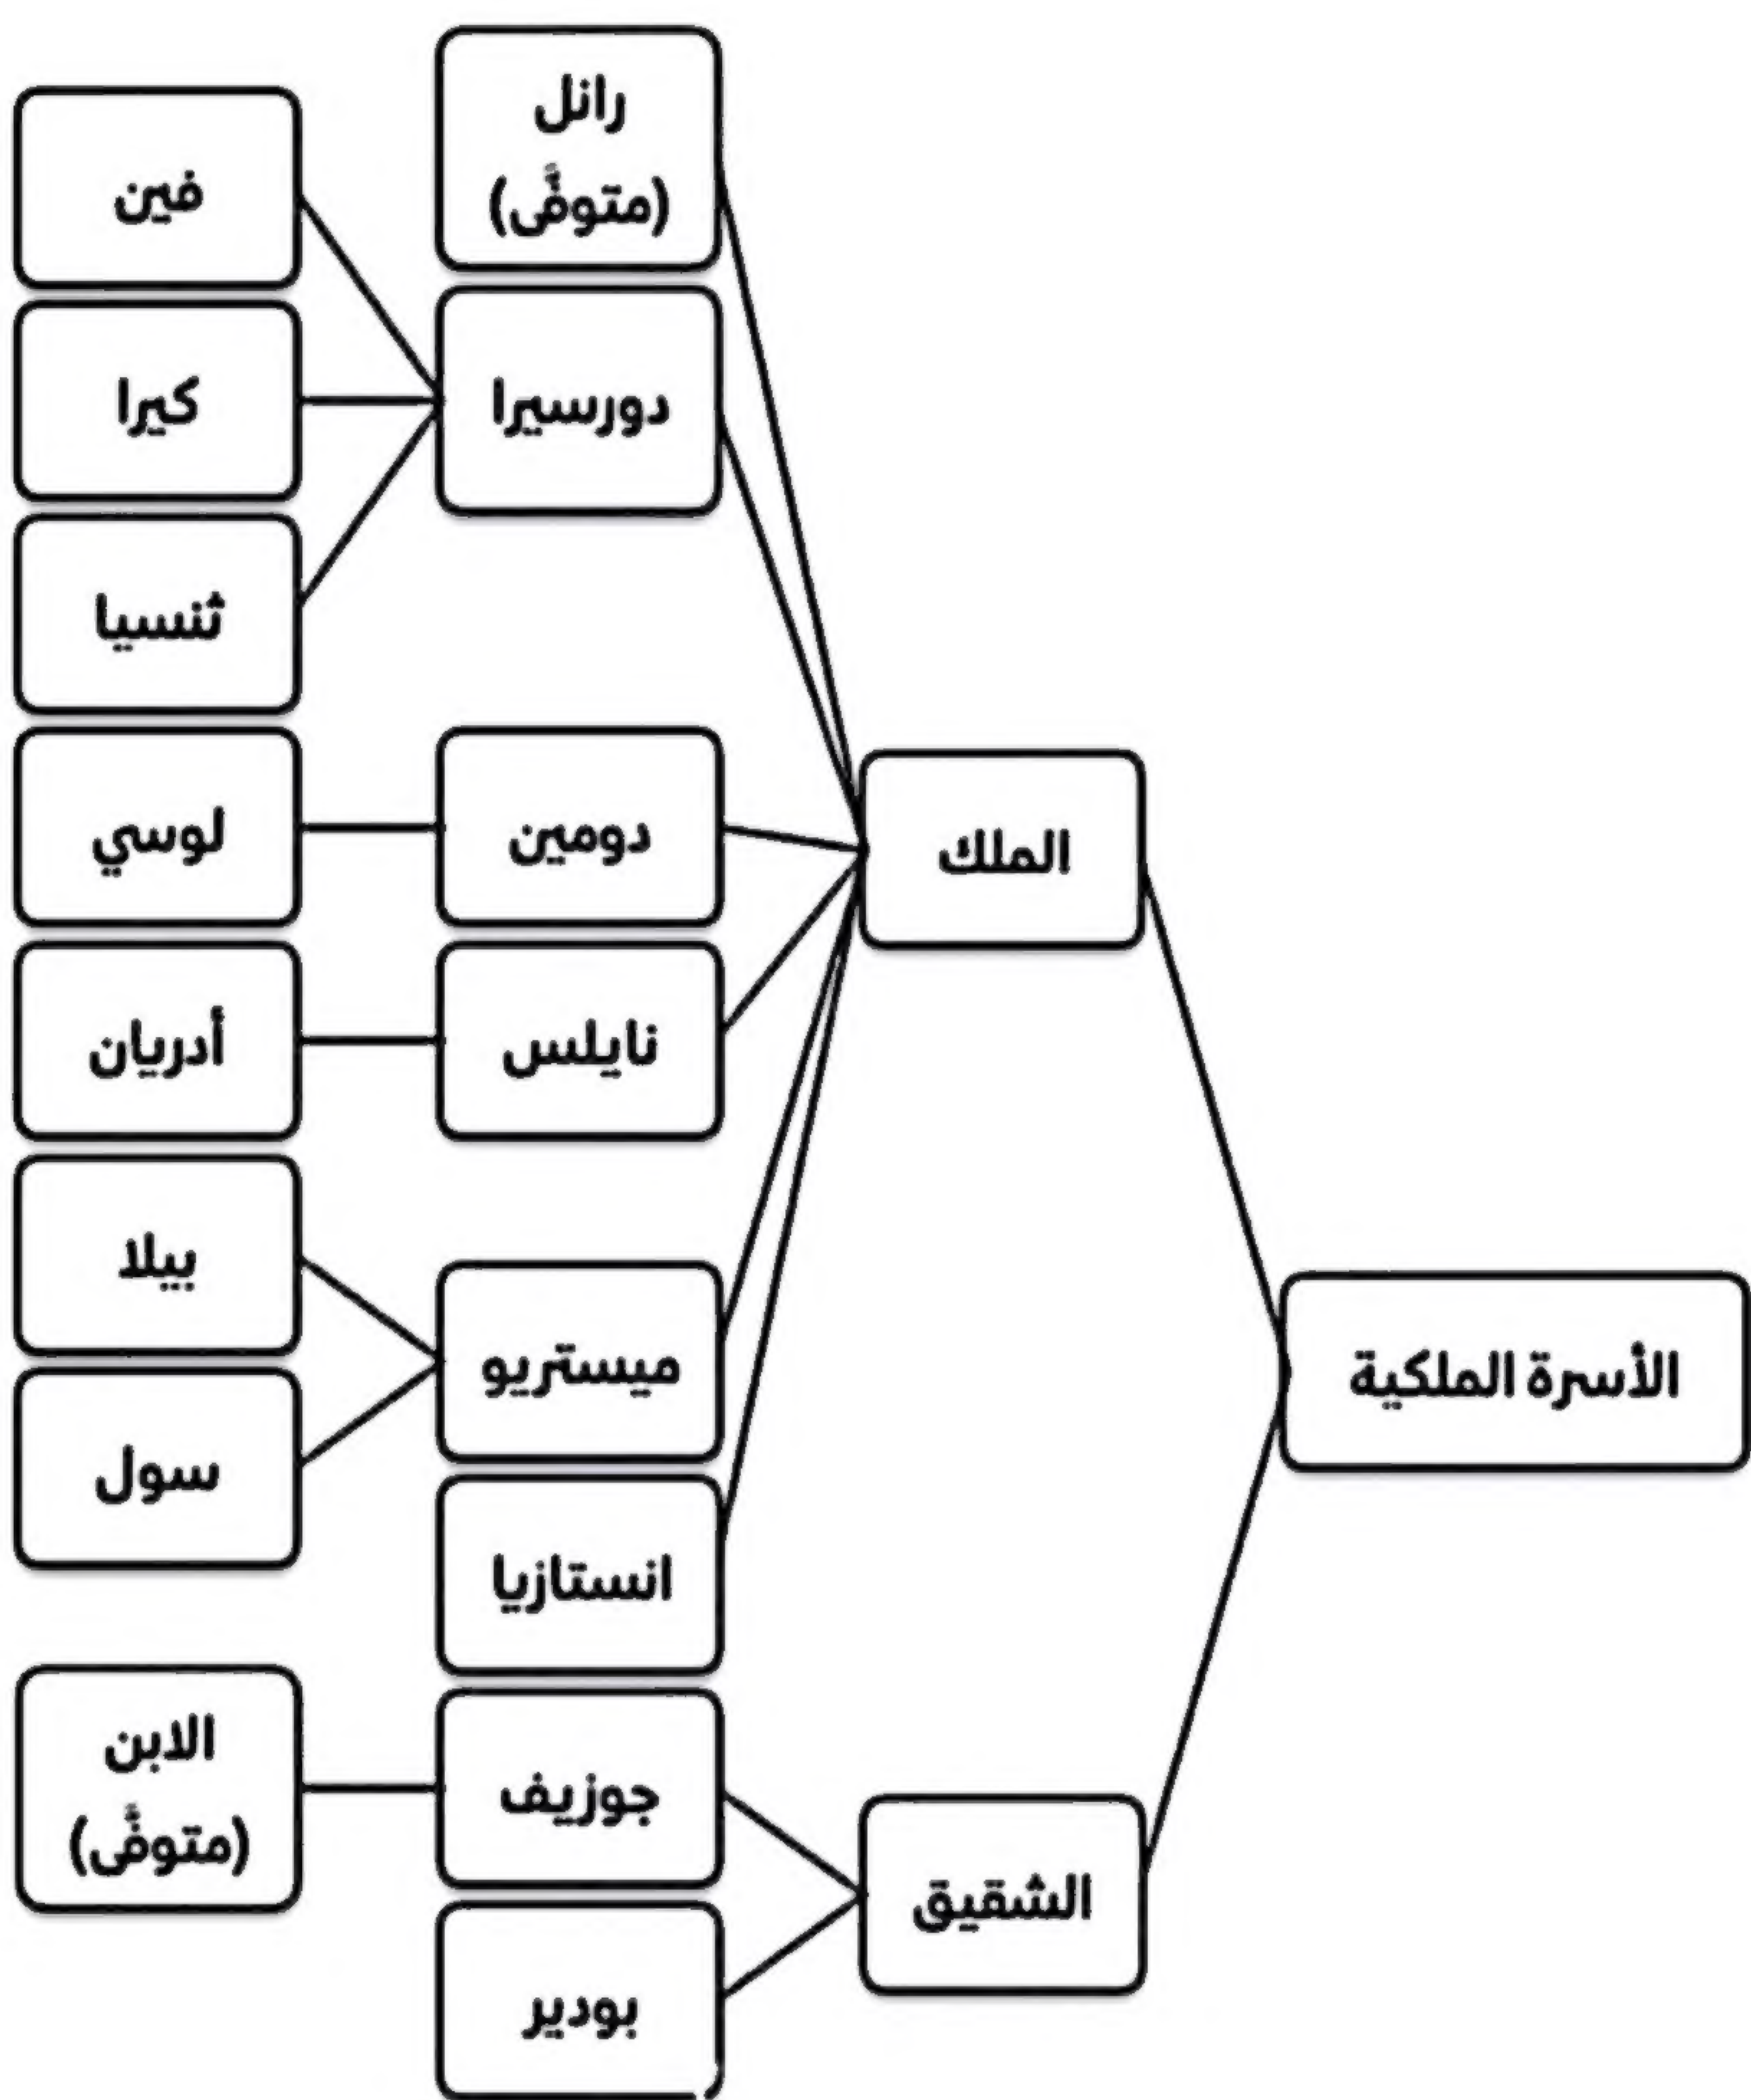 الأسرة الملكية
الملك
رانل
(متوفًّى)
دورسيرا
فين
كيرا
ثنسيا
دومين
لوسي
نايلس
أدريان
ميستريو
بيلا
سول
انستازيا
الشقيق
جوزيف
الابن
(متوفًّى)
بودير